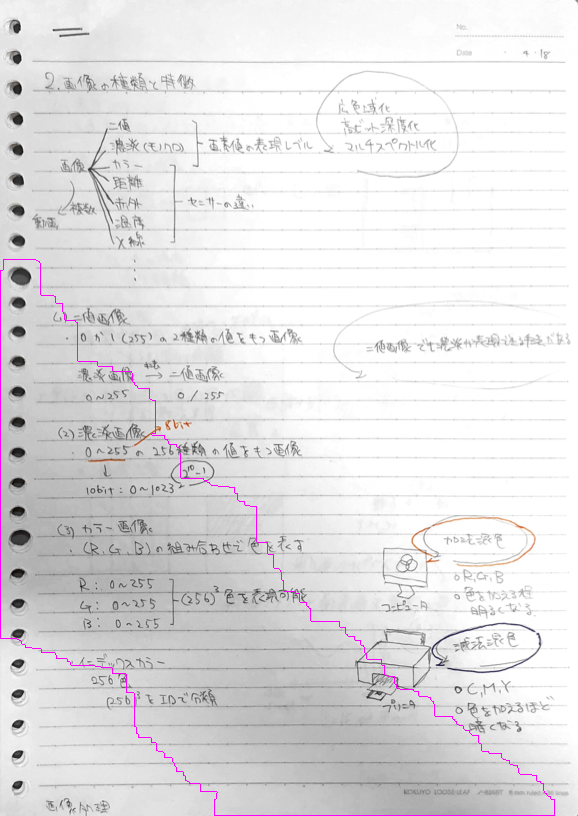 No.
Date 4・18
2. 画像の種類と特徴
広色域化
高ビット深度化
マルチスペクトル化
二値
濃淡(モノクロ)
画素値の表現レベル
画像
カラー
距離
赤外
センサーの違い
温度
X線
複数
動画
(1) 二値画像
・0か1(255)の2種類の値をもつ画像
二値画像でも濃淡が表現できる手法がある
濃淡画像 → 二値画像
0~255 0/255
(2) 濃淡画像
8bit
・0~255の256種類の値をもつ画像
10bit: 0~1023
2^10-1
(3) カラー画像
・(R, G, B)の組み合わせで色を表す
R: 0~255
G: 0~255
B: 0~255
(256)^3色を表現可能
加法混色
コンピュータ
○R,G,B
○色を加える程
明るくなる
減法混色
プリンタ
○C,M,Y
○色を加えるほど
暗くなる
インデックスカラー
256色
(256)^3をIDで分類
画像処理
KOKUYO LOOSE-LEAF